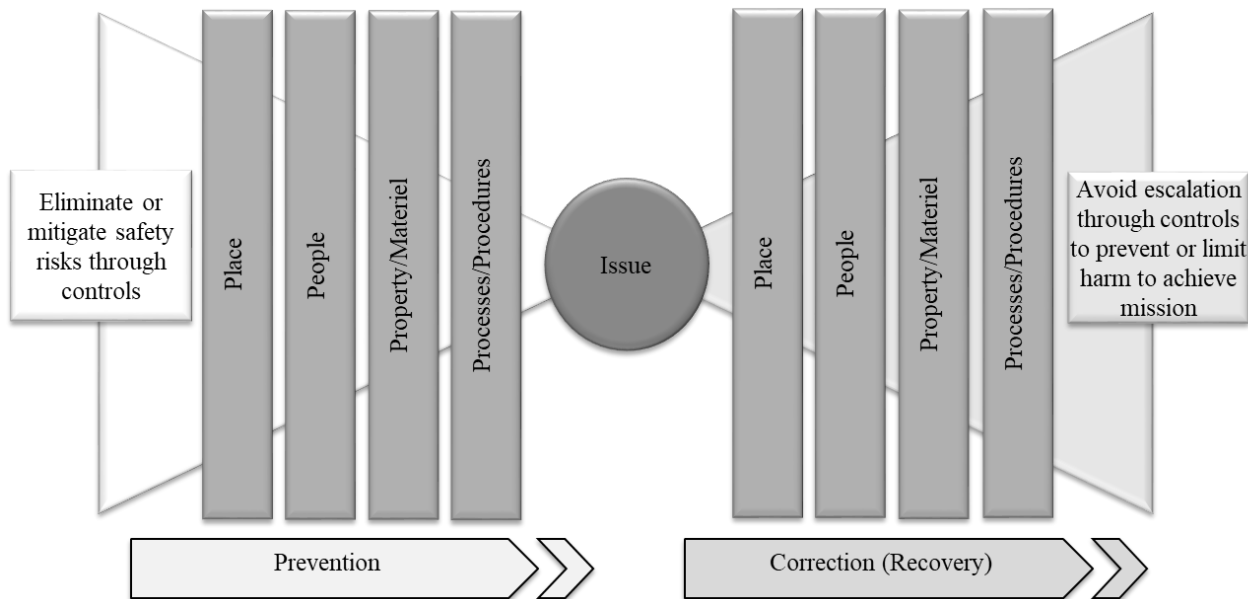 Eliminate or
mitigate safety
risks through
controls
Place
People
Property/Materiel
Processes/Procedures
Issue
Place
People
Property/Materiel
Processes/Procedures
Avoid escalation
through controls
to prevent or limit
harm to achieve
mission
Prevention
Correction (Recovery)